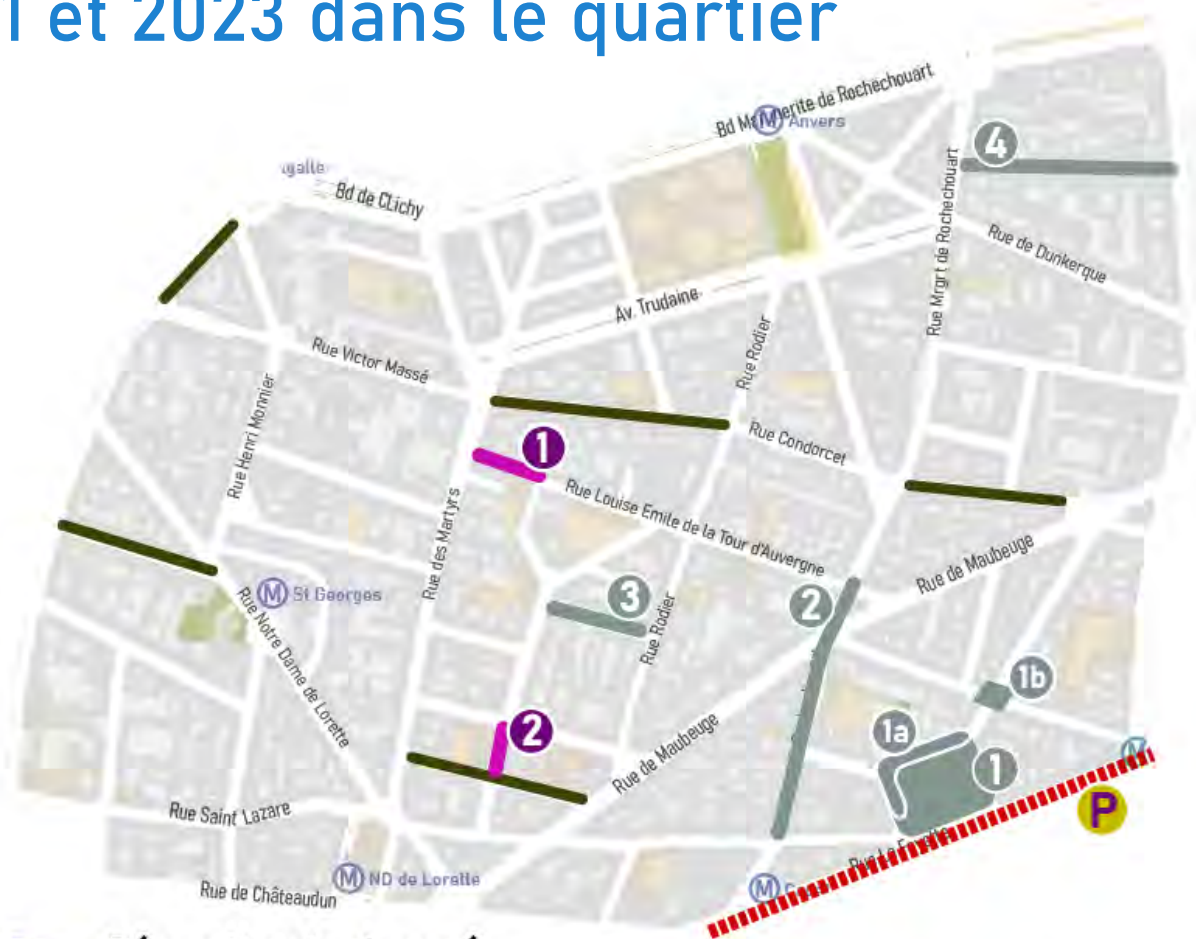 1 et 2023 dans le quartier
Bd Marguerite de Rochechouart
M Anvers
4
igalle
Bd de CLichy
Rue Mrgrt de Rochechouart
Rue de Dunkerque
Av. Trudaine
Rue Victor Massé
Rue Rodier
Rue Henri Monnier
1
Rue Condorcet
Rue des Martyrs
Rue Louise Emile de la Tour d'Auvergne
Rue de Maubeuge
M St Georges
3
2
Rue Notre Dame de Lorette
Rue Rodier
1b
2
1a
Rue de Maubeuge
M
1
P
Rue Saint Lazare
Rue La Fayette
M ND de Lorette
M
Rue de Châteaudun